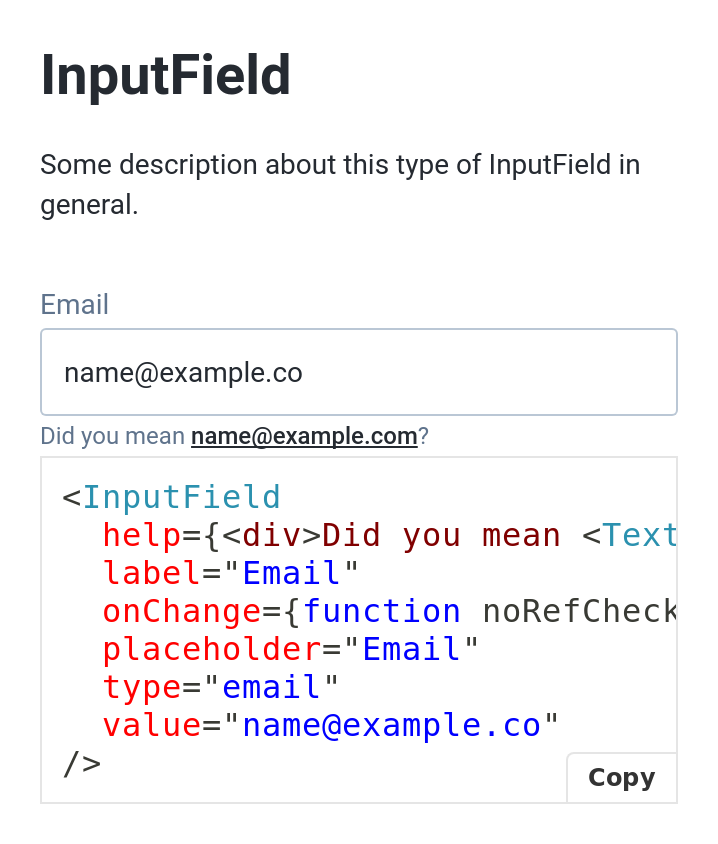 InputField
Some description about this type of InputField in
general.
Email
name@example.co
Did you mean name@example.com?
<InputField
  help={<div>Did you mean <Text
  label="Email"
  onChange={function noRefCheck
  placeholder="Email"
  type="email"
  value="name@example.co"
/>
Copy